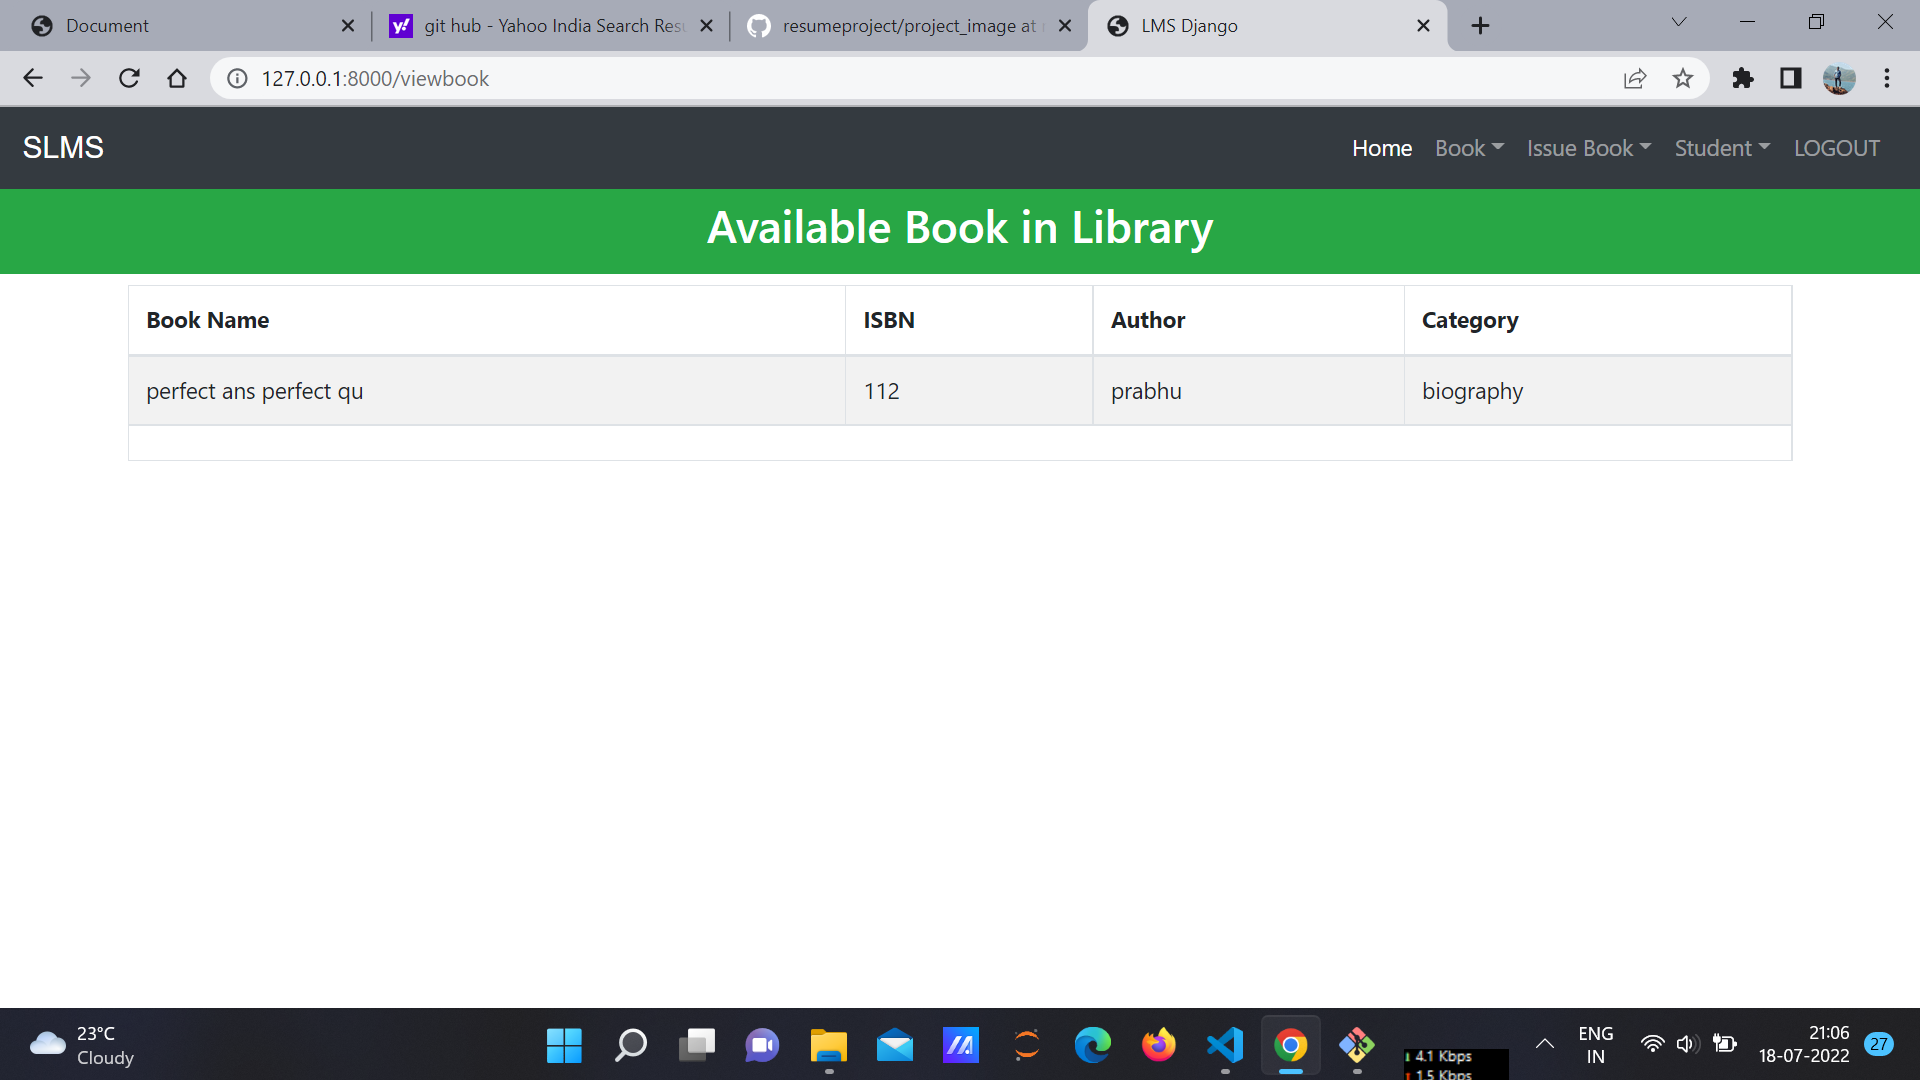 Document
git hub - Yahoo India Search Resu
resumeproject/project_image at
LMS Django
127.0.0.1:8000/viewbook
SLMS
Home Book Issue Book Student LOGOUT
Available Book in Library
Book Name ISBN Author Category
perfect ans perfect qu 112 prabhu biography
23°C
Cloudy
4.1 Kbps
1.5 Kbps
ENG
IN
21:06
18-07-2022
27